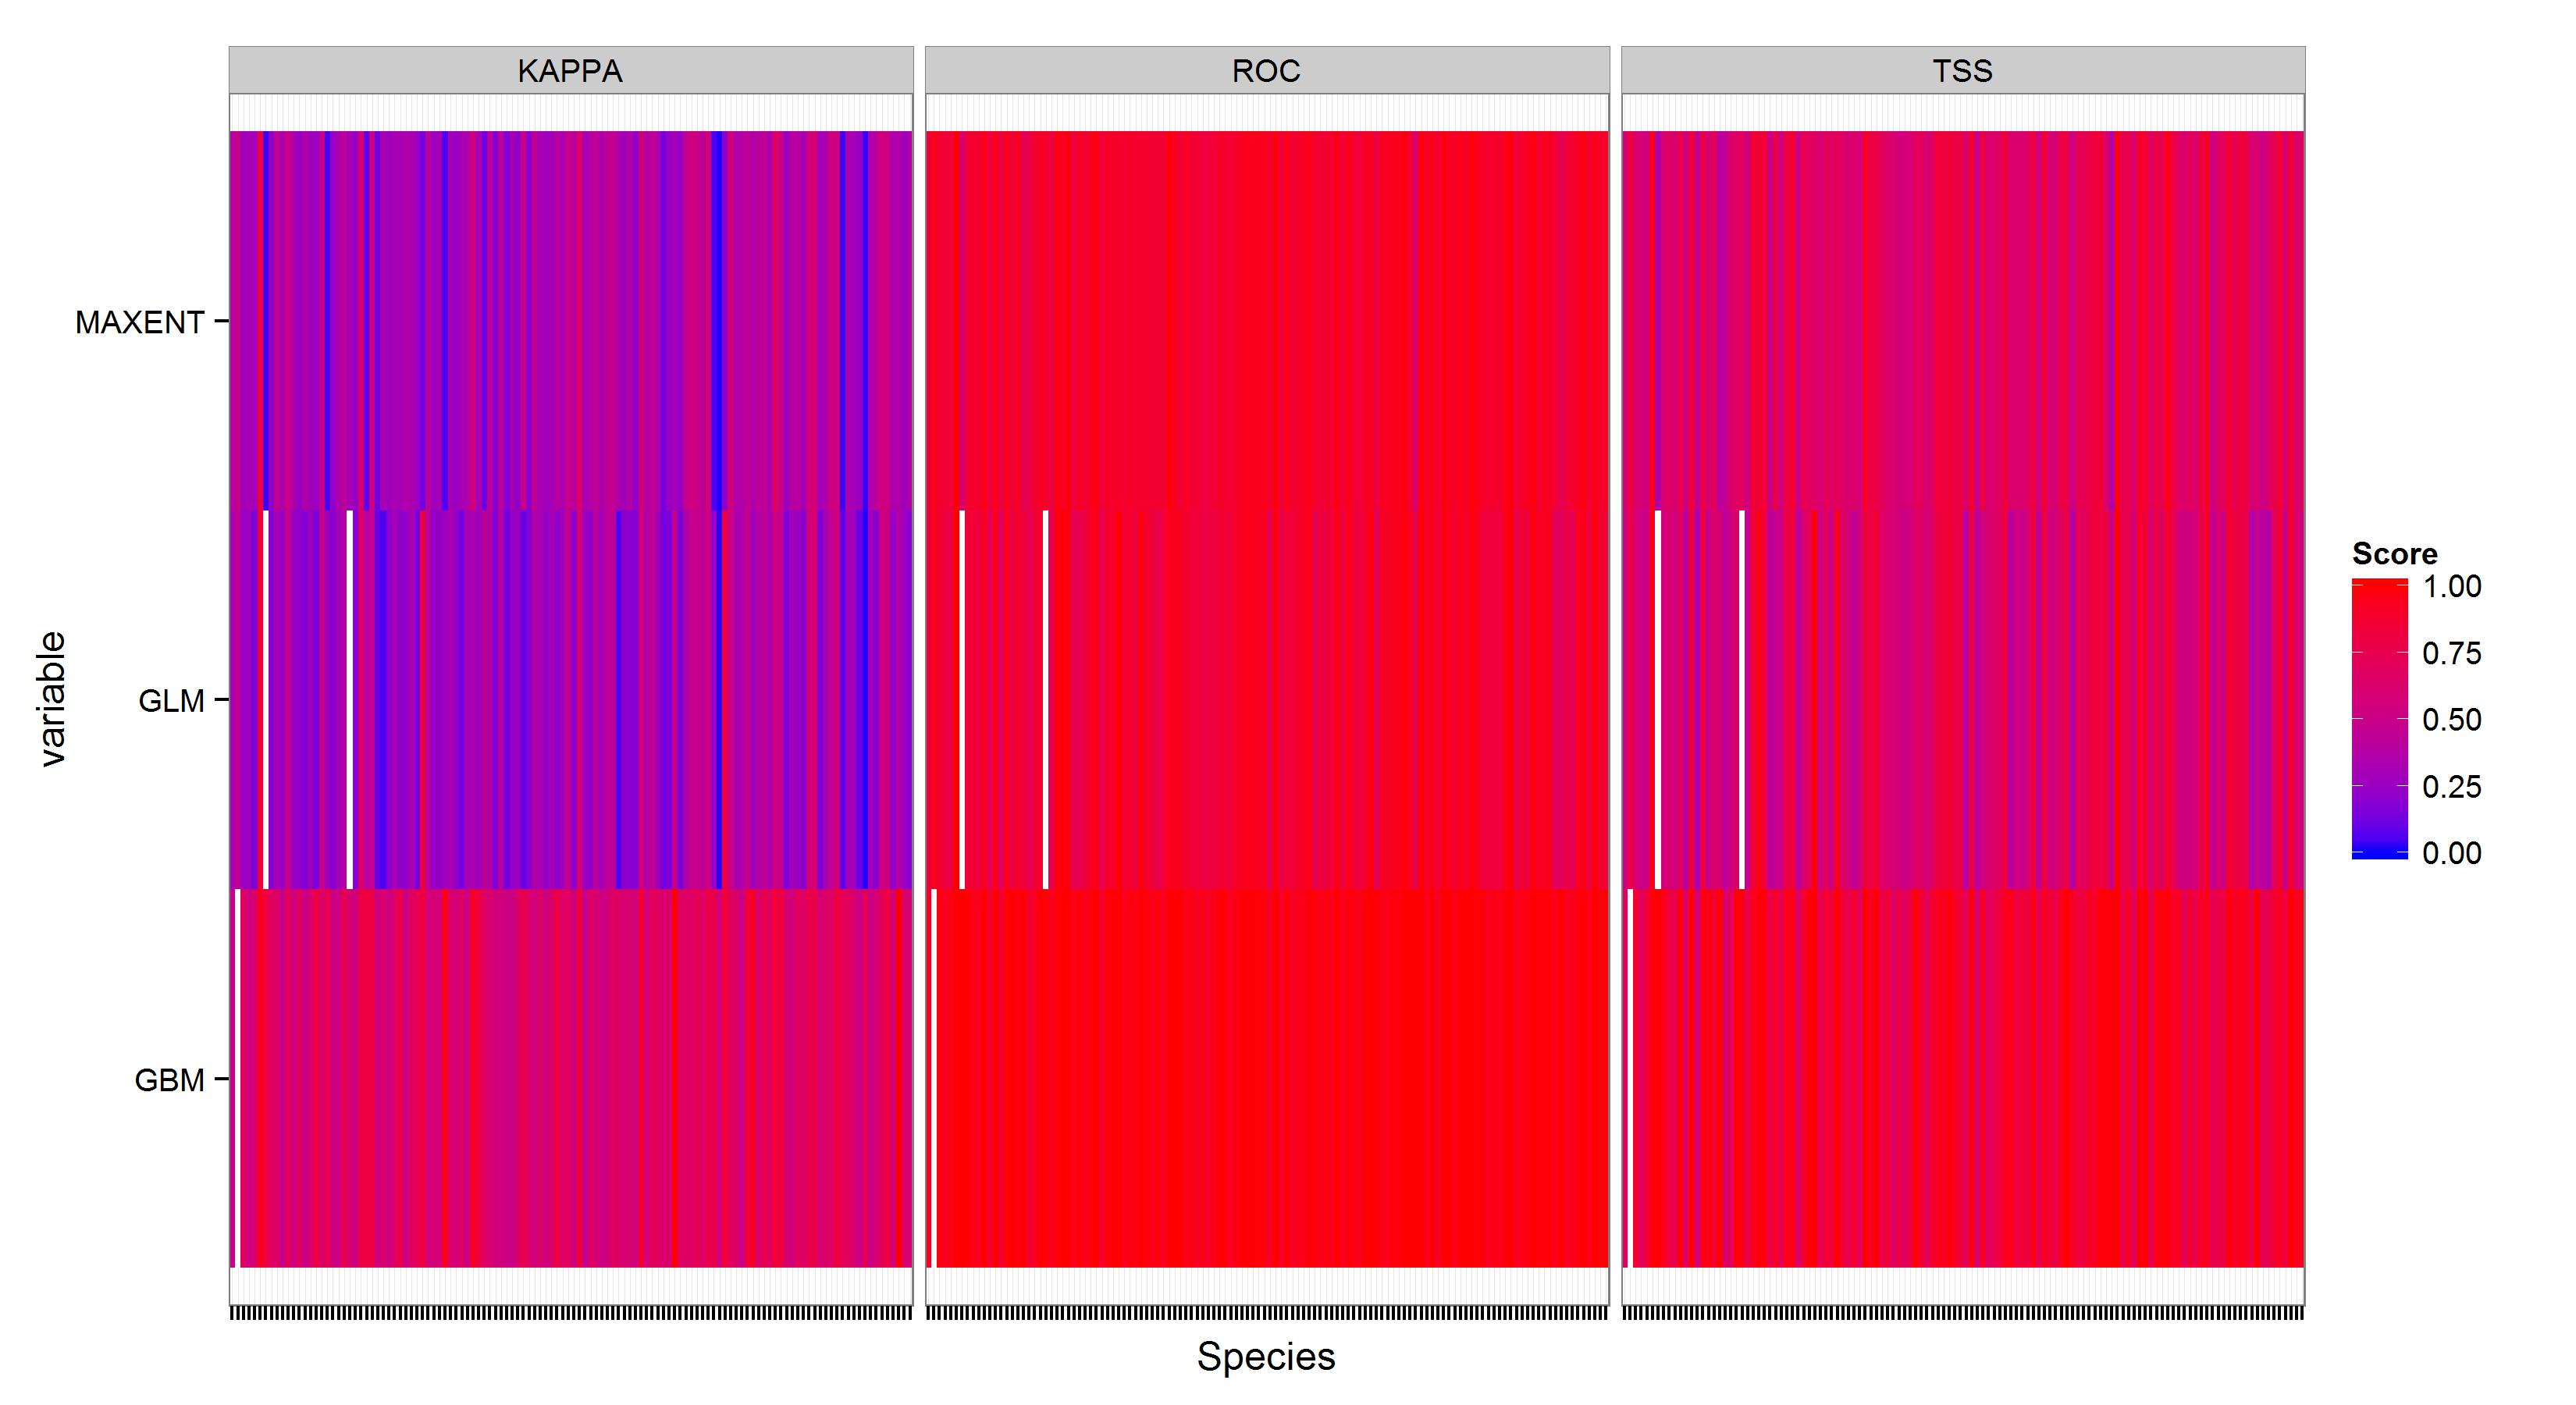 KAPPA
ROC
TSS
MAXENT
GLM
GBM
variable
Species
Score
1.00
0.75
0.50
0.25
0.00